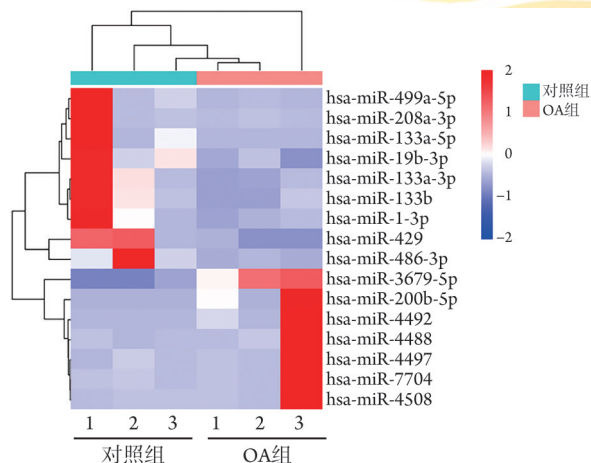 hsa-miR-499a-5p
hsa-miR-208a-3p
hsa-miR-133a-5p
hsa-miR-19b-3p
hsa-miR-133a-3p
hsa-miR-133b
hsa-miR-1-3p
hsa-miR-429
hsa-miR-486-3p
hsa-miR-3679-5p
hsa-miR-200b-5p
hsa-miR-4492
hsa-miR-4488
hsa-miR-4497
hsa-miR-7704
hsa-miR-4508
2
1
0
−1
−2
对照组
OA组
1 2 3 1 2 3
对照组 OA组